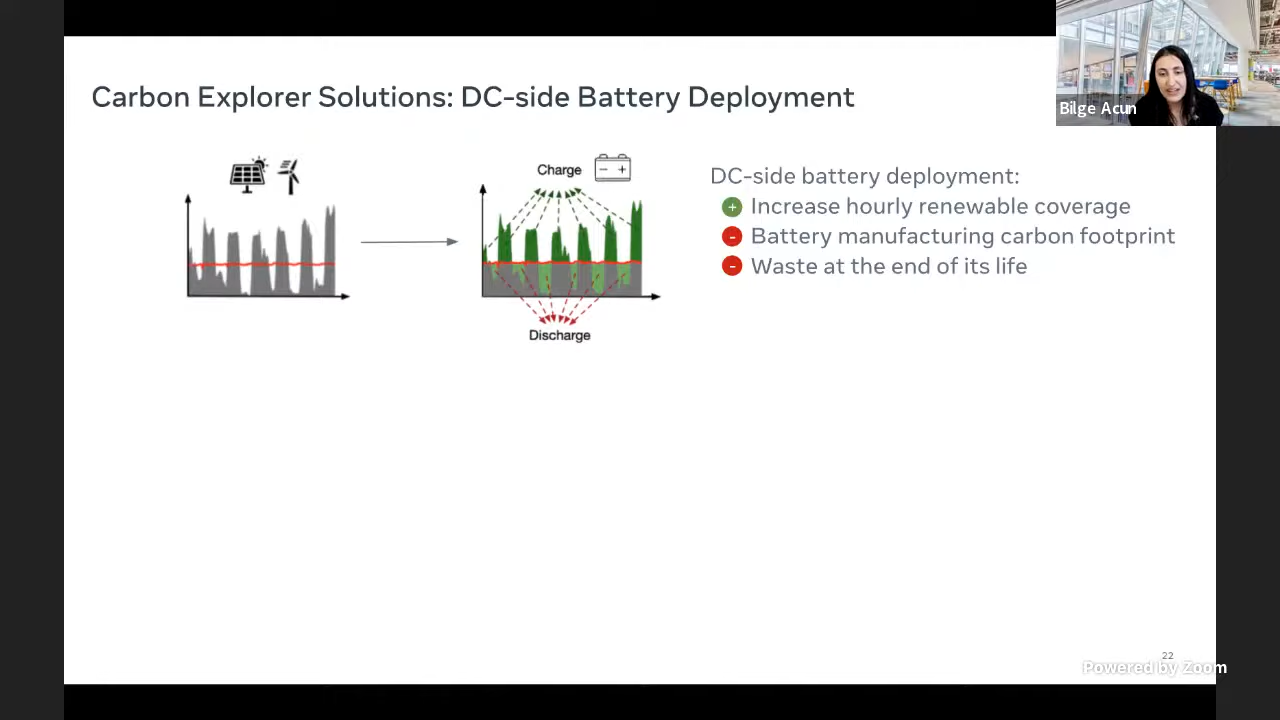 Carbon Explorer Solutions: DC-side Battery Deployment
Bilge Acun
Charge
- +
Discharge
DC-side battery deployment:
+ Increase hourly renewable coverage
- Battery manufacturing carbon footprint
- Waste at the end of its life
22
Powered by Zoom